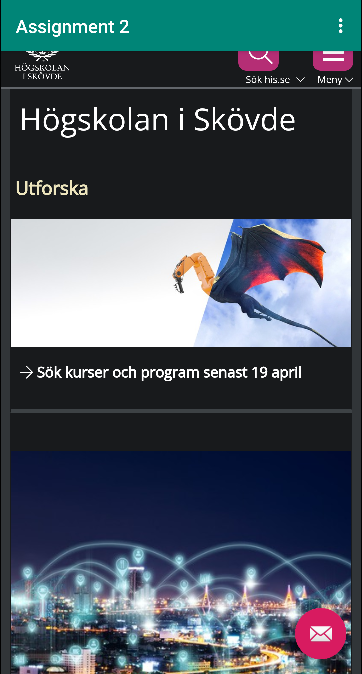 Assignment 2
HÖGSKOLAN
I SKÖVDE
Sök his.se
Meny
Högskolan i Skövde
Utforska
Sök kurser och program senast 19 april